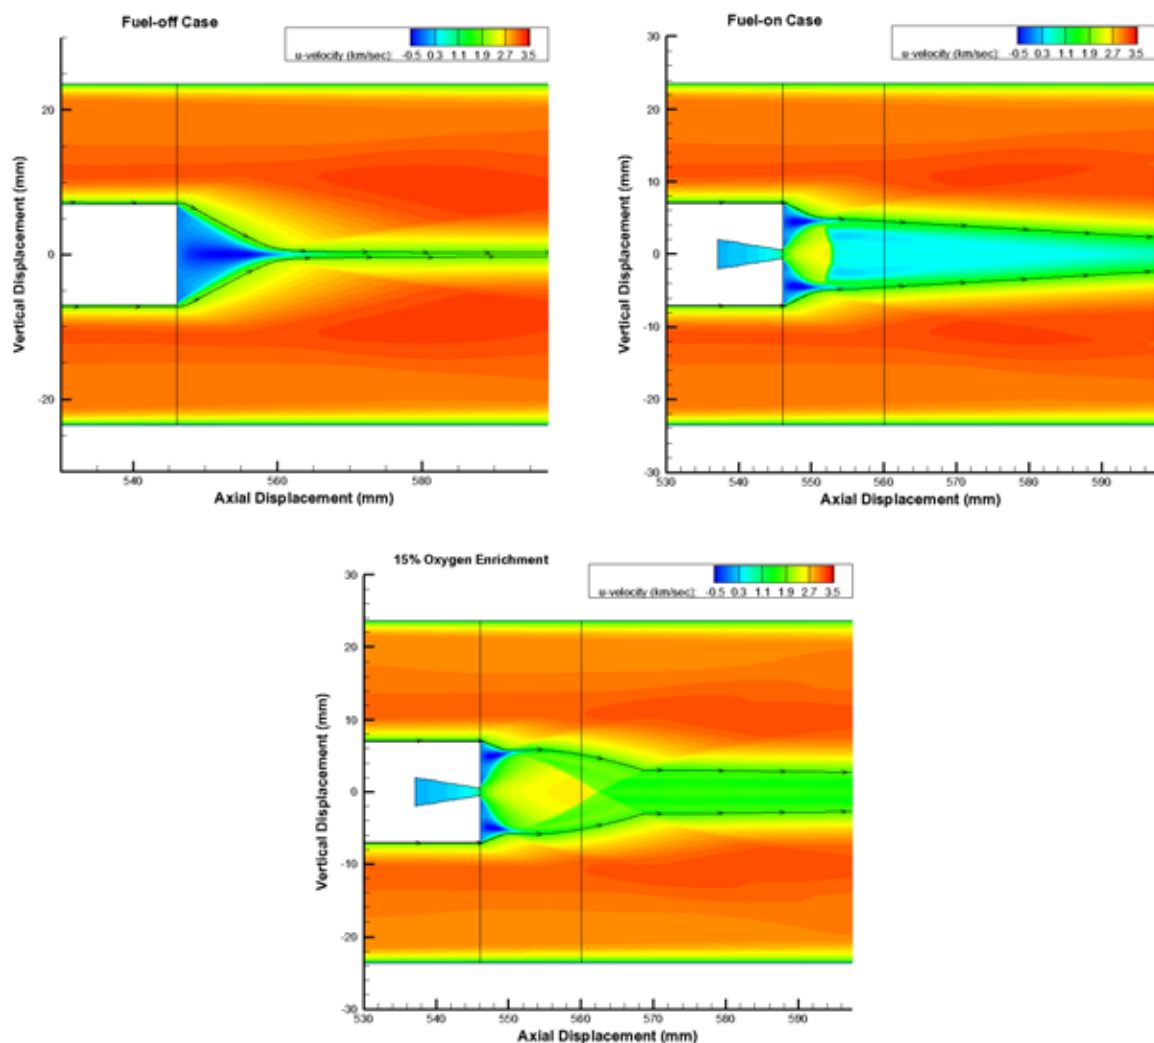 Fuel-off Case
u-velocity (km/sec): -0.5 0.3 1.1 1.9 2.7 3.5
20
0
-20
Vertical Displacement (mm)
540 560 580
Axial Displacement (mm)
Fuel-on Case
u-velocity (km/sec): -0.5 0.3 1.1 1.9 2.7 3.5
30
20
10
0
-10
-20
-30
Vertical Displacement (mm)
530 540 550 560 570 580 590
Axial Displacement (mm)
15% Oxygen Enrichment
u-velocity (km/sec): -0.5 0.3 1.1 1.9 2.7 3.5
30
20
10
0
-10
-20
-30
Vertical Displacement (mm)
530 540 550 560 570 580 590
Axial Displacement (mm)